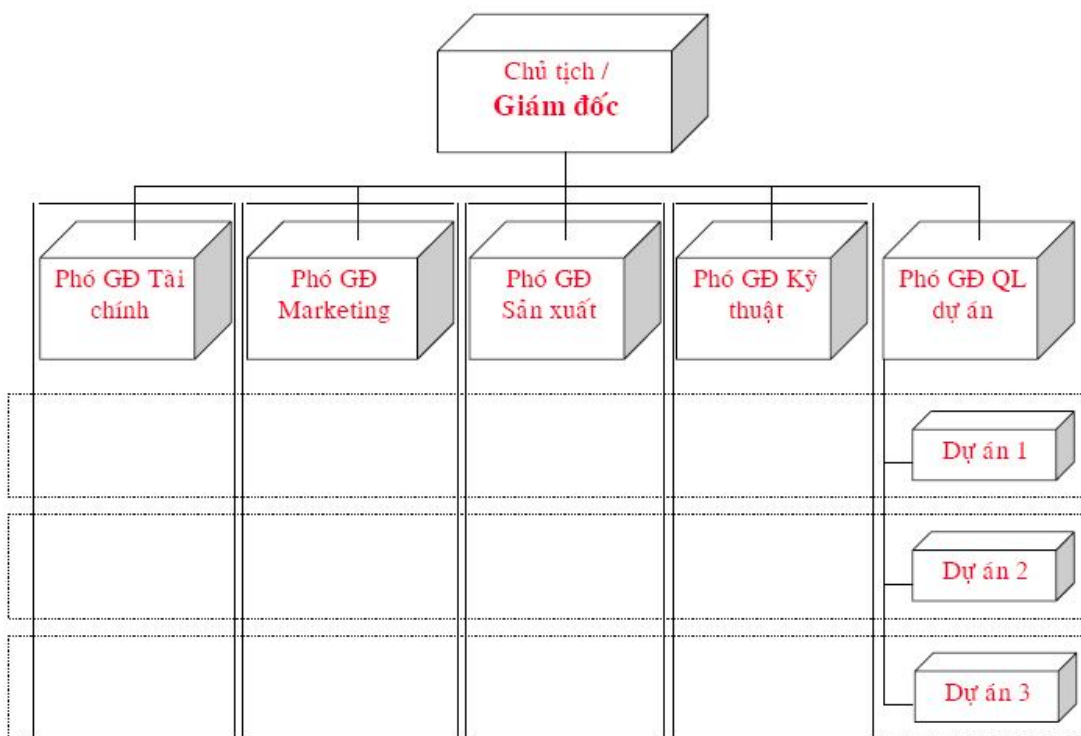 Chủ tịch /
Giám đốc
Phó GĐ Tài
chính
Phó GĐ
Marketing
Phó GĐ
Sản xuất
Phó GĐ Kỹ
thuật
Phó GĐ QL
dự án
Dự án 1
Dự án 2
Dự án 3